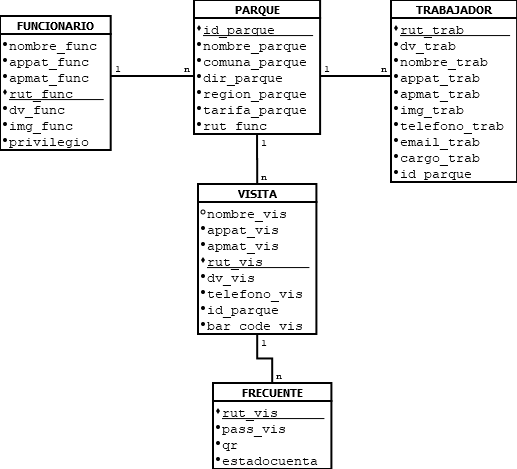 FUNCIONARIO
nombre_func
appat_func
apmat_func
rut_func
dv_func
img_func
privilegio
1
n
PARQUE
id_parque
nombre_parque
comuna_parque
dir_parque
region_parque
tarifa_parque
rut_func
1
n
TRABAJADOR
rut_trab
dv_trab
nombre_trab
appat_trab
apmat_trab
img_trab
telefono_trab
email_trab
cargo_trab
id_parque
1
n
VISITA
nombre_vis
appat_vis
apmat_vis
rut_vis
dv_vis
telefono_vis
id_parque
bar_code_vis
1
n
FRECUENTE
rut_vis
pass_vis
qr
estadocuenta